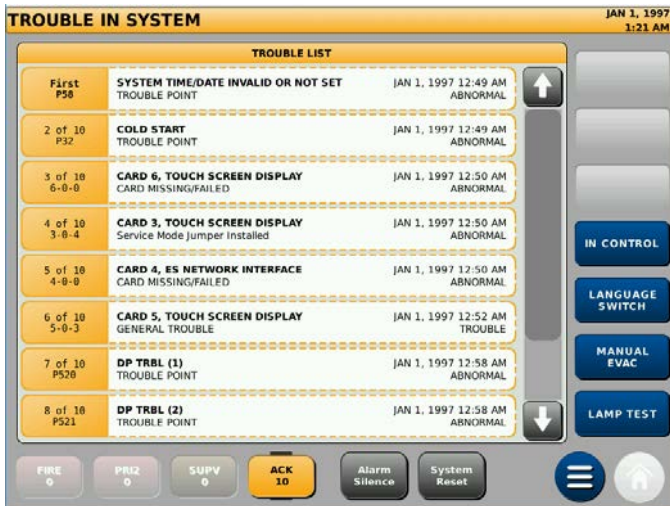 TROUBLE IN SYSTEM
JAN 1, 1997
1:21 AM
TROUBLE LIST
First
P58
SYSTEM TIME/DATE INVALID OR NOT SET
TROUBLE POINT
JAN 1, 1997 12:49 AM
ABNORMAL
2 of 10
P32
COLD START
TROUBLE POINT
JAN 1, 1997 12:49 AM
ABNORMAL
3 of 10
6-0-0
CARD 6, TOUCH SCREEN DISPLAY
CARD MISSING/FAILED
JAN 1, 1997 12:50 AM
ABNORMAL
4 of 10
3-0-4
CARD 3, TOUCH SCREEN DISPLAY
Service Mode Jumper Installed
JAN 1, 1997 12:50 AM
ABNORMAL
5 of 10
4-0-0
CARD 4, ES NETWORK INTERFACE
CARD MISSING/FAILED
JAN 1, 1997 12:50 AM
ABNORMAL
6 of 10
5-0-3
CARD 5, TOUCH SCREEN DISPLAY
GENERAL TROUBLE
JAN 1, 1997 12:52 AM
TROUBLE
7 of 10
P520
DP TRBL (1)
TROUBLE POINT
JAN 1, 1997 12:58 AM
ABNORMAL
8 of 10
P521
DP TRBL (2)
TROUBLE POINT
JAN 1, 1997 12:58 AM
ABNORMAL
IN CONTROL
LANGUAGE
SWITCH
MANUAL
EVAC
LAMP TEST
FIRE
0
PRI2
0
SUPV
0
ACK
10
Alarm
Silence
System
Reset